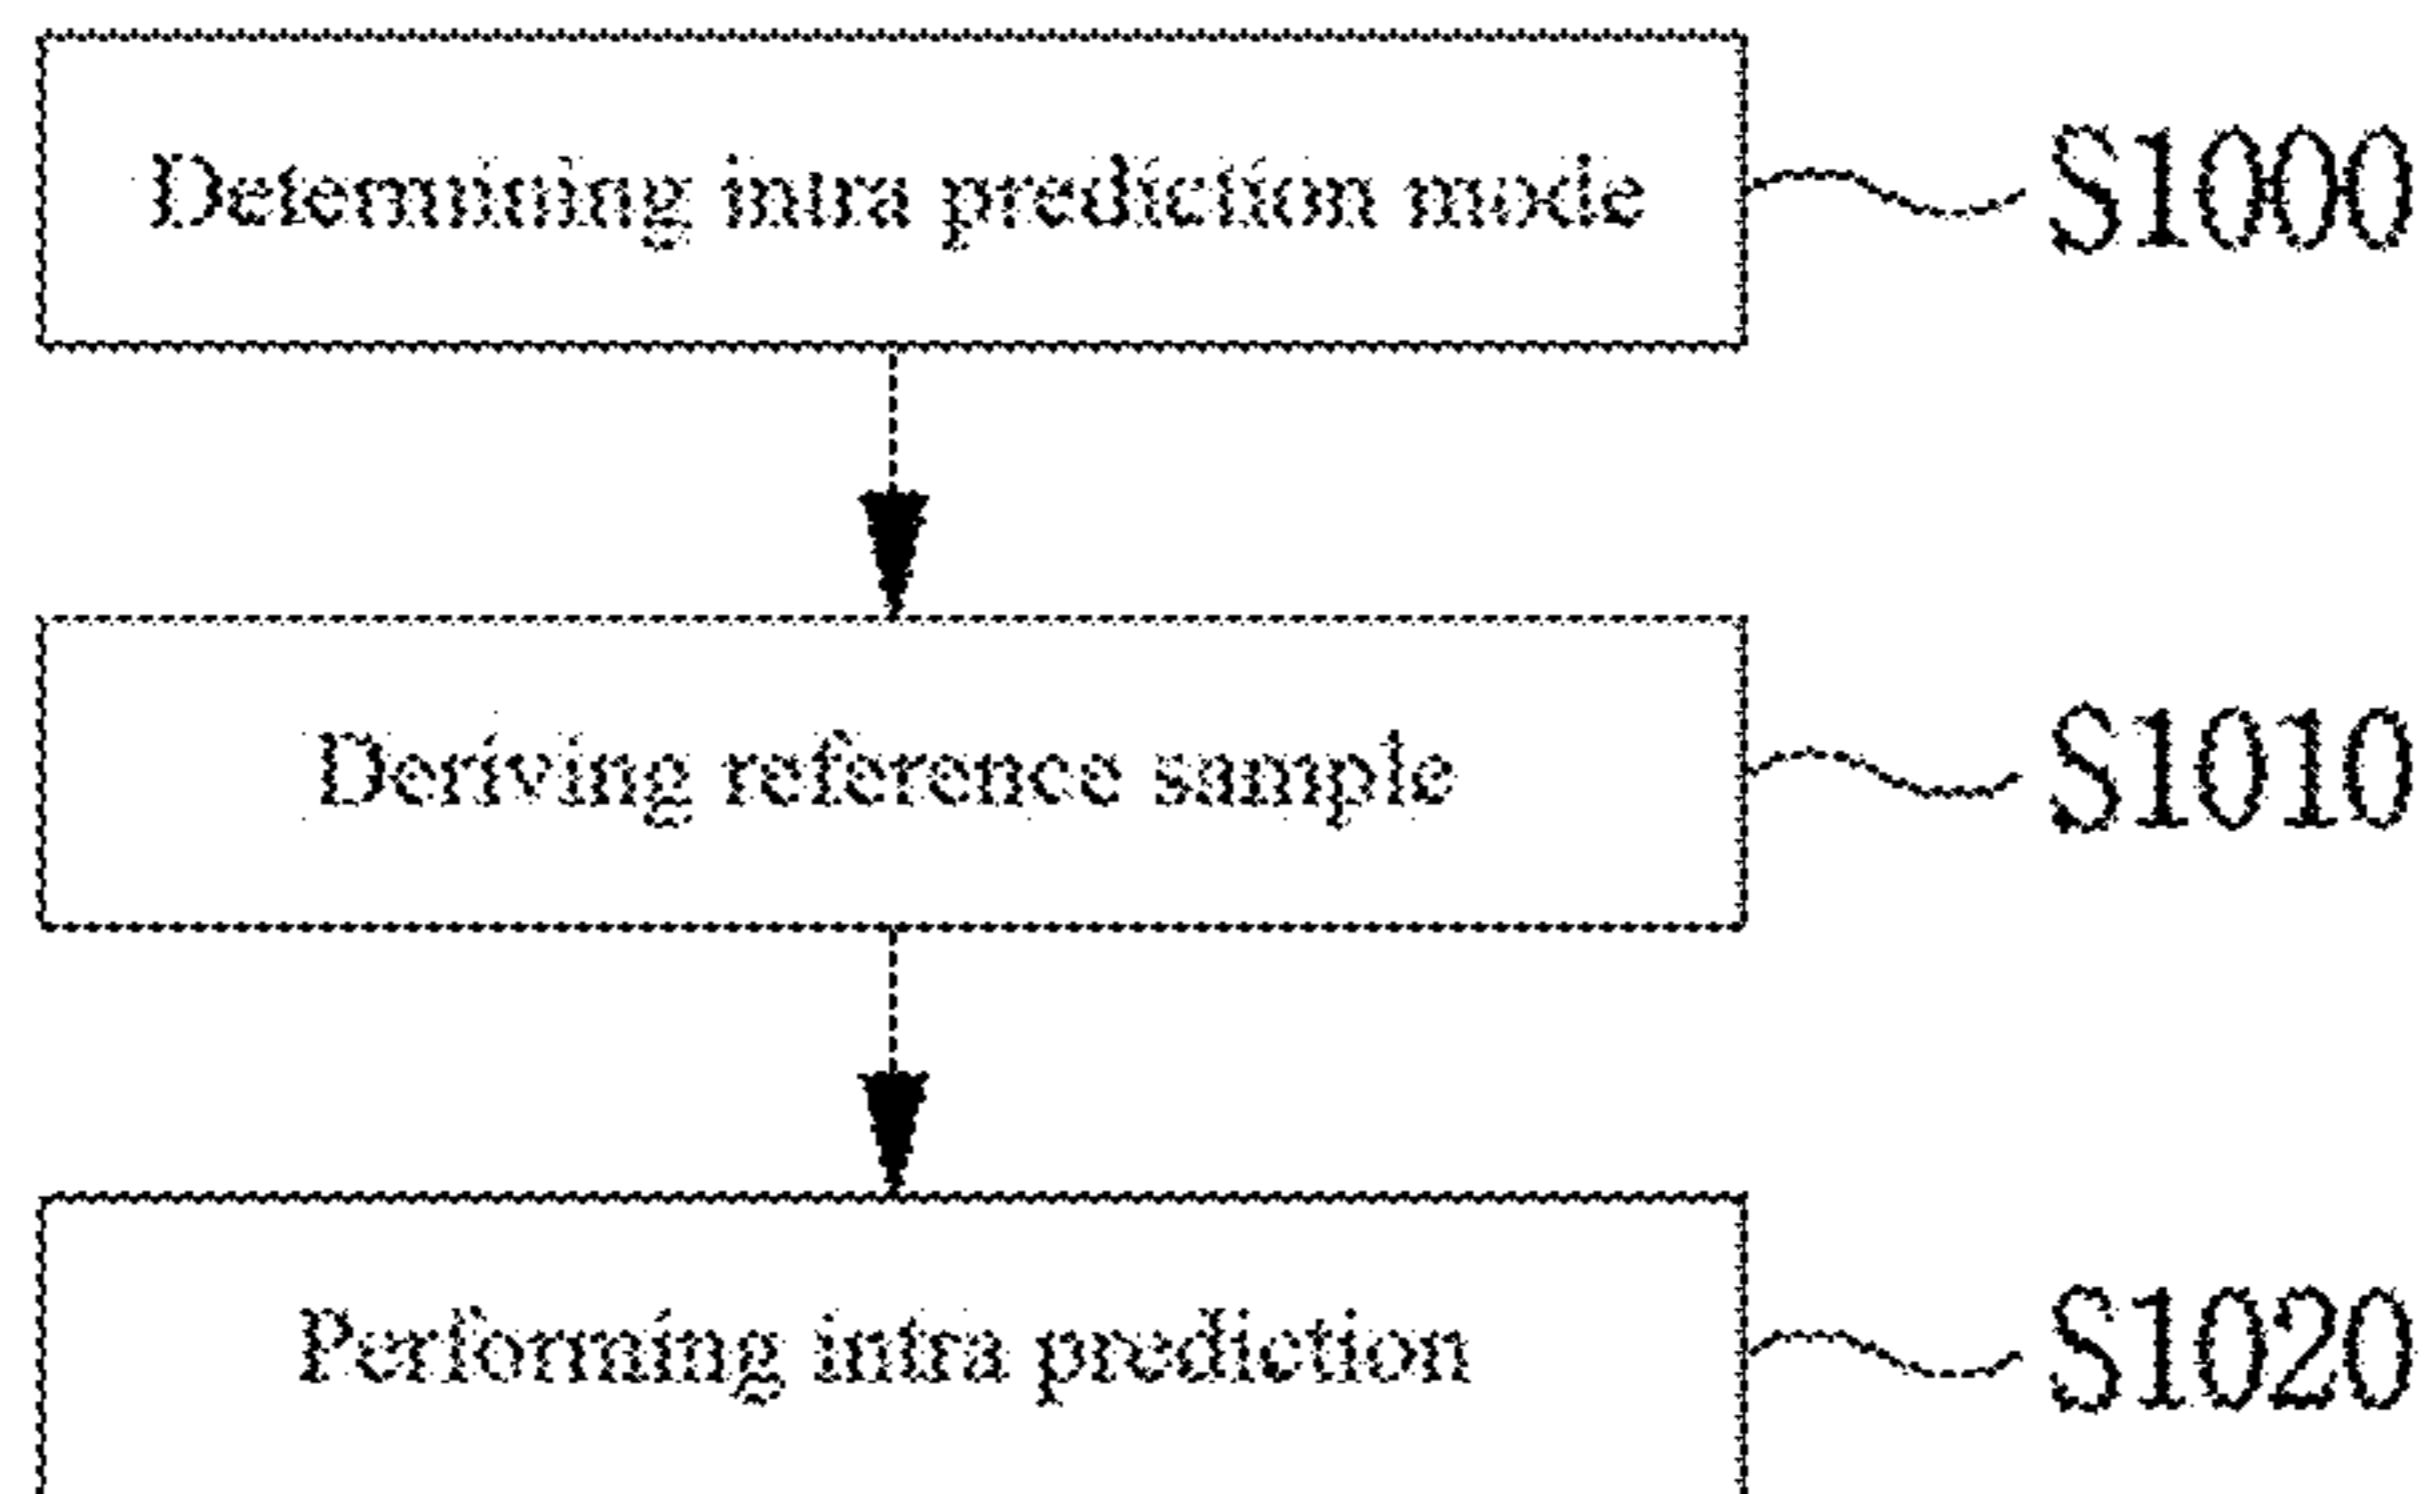 Determining intra prediction mode S1000
Deriving reference sample S1010
Performing intra prediction S1020